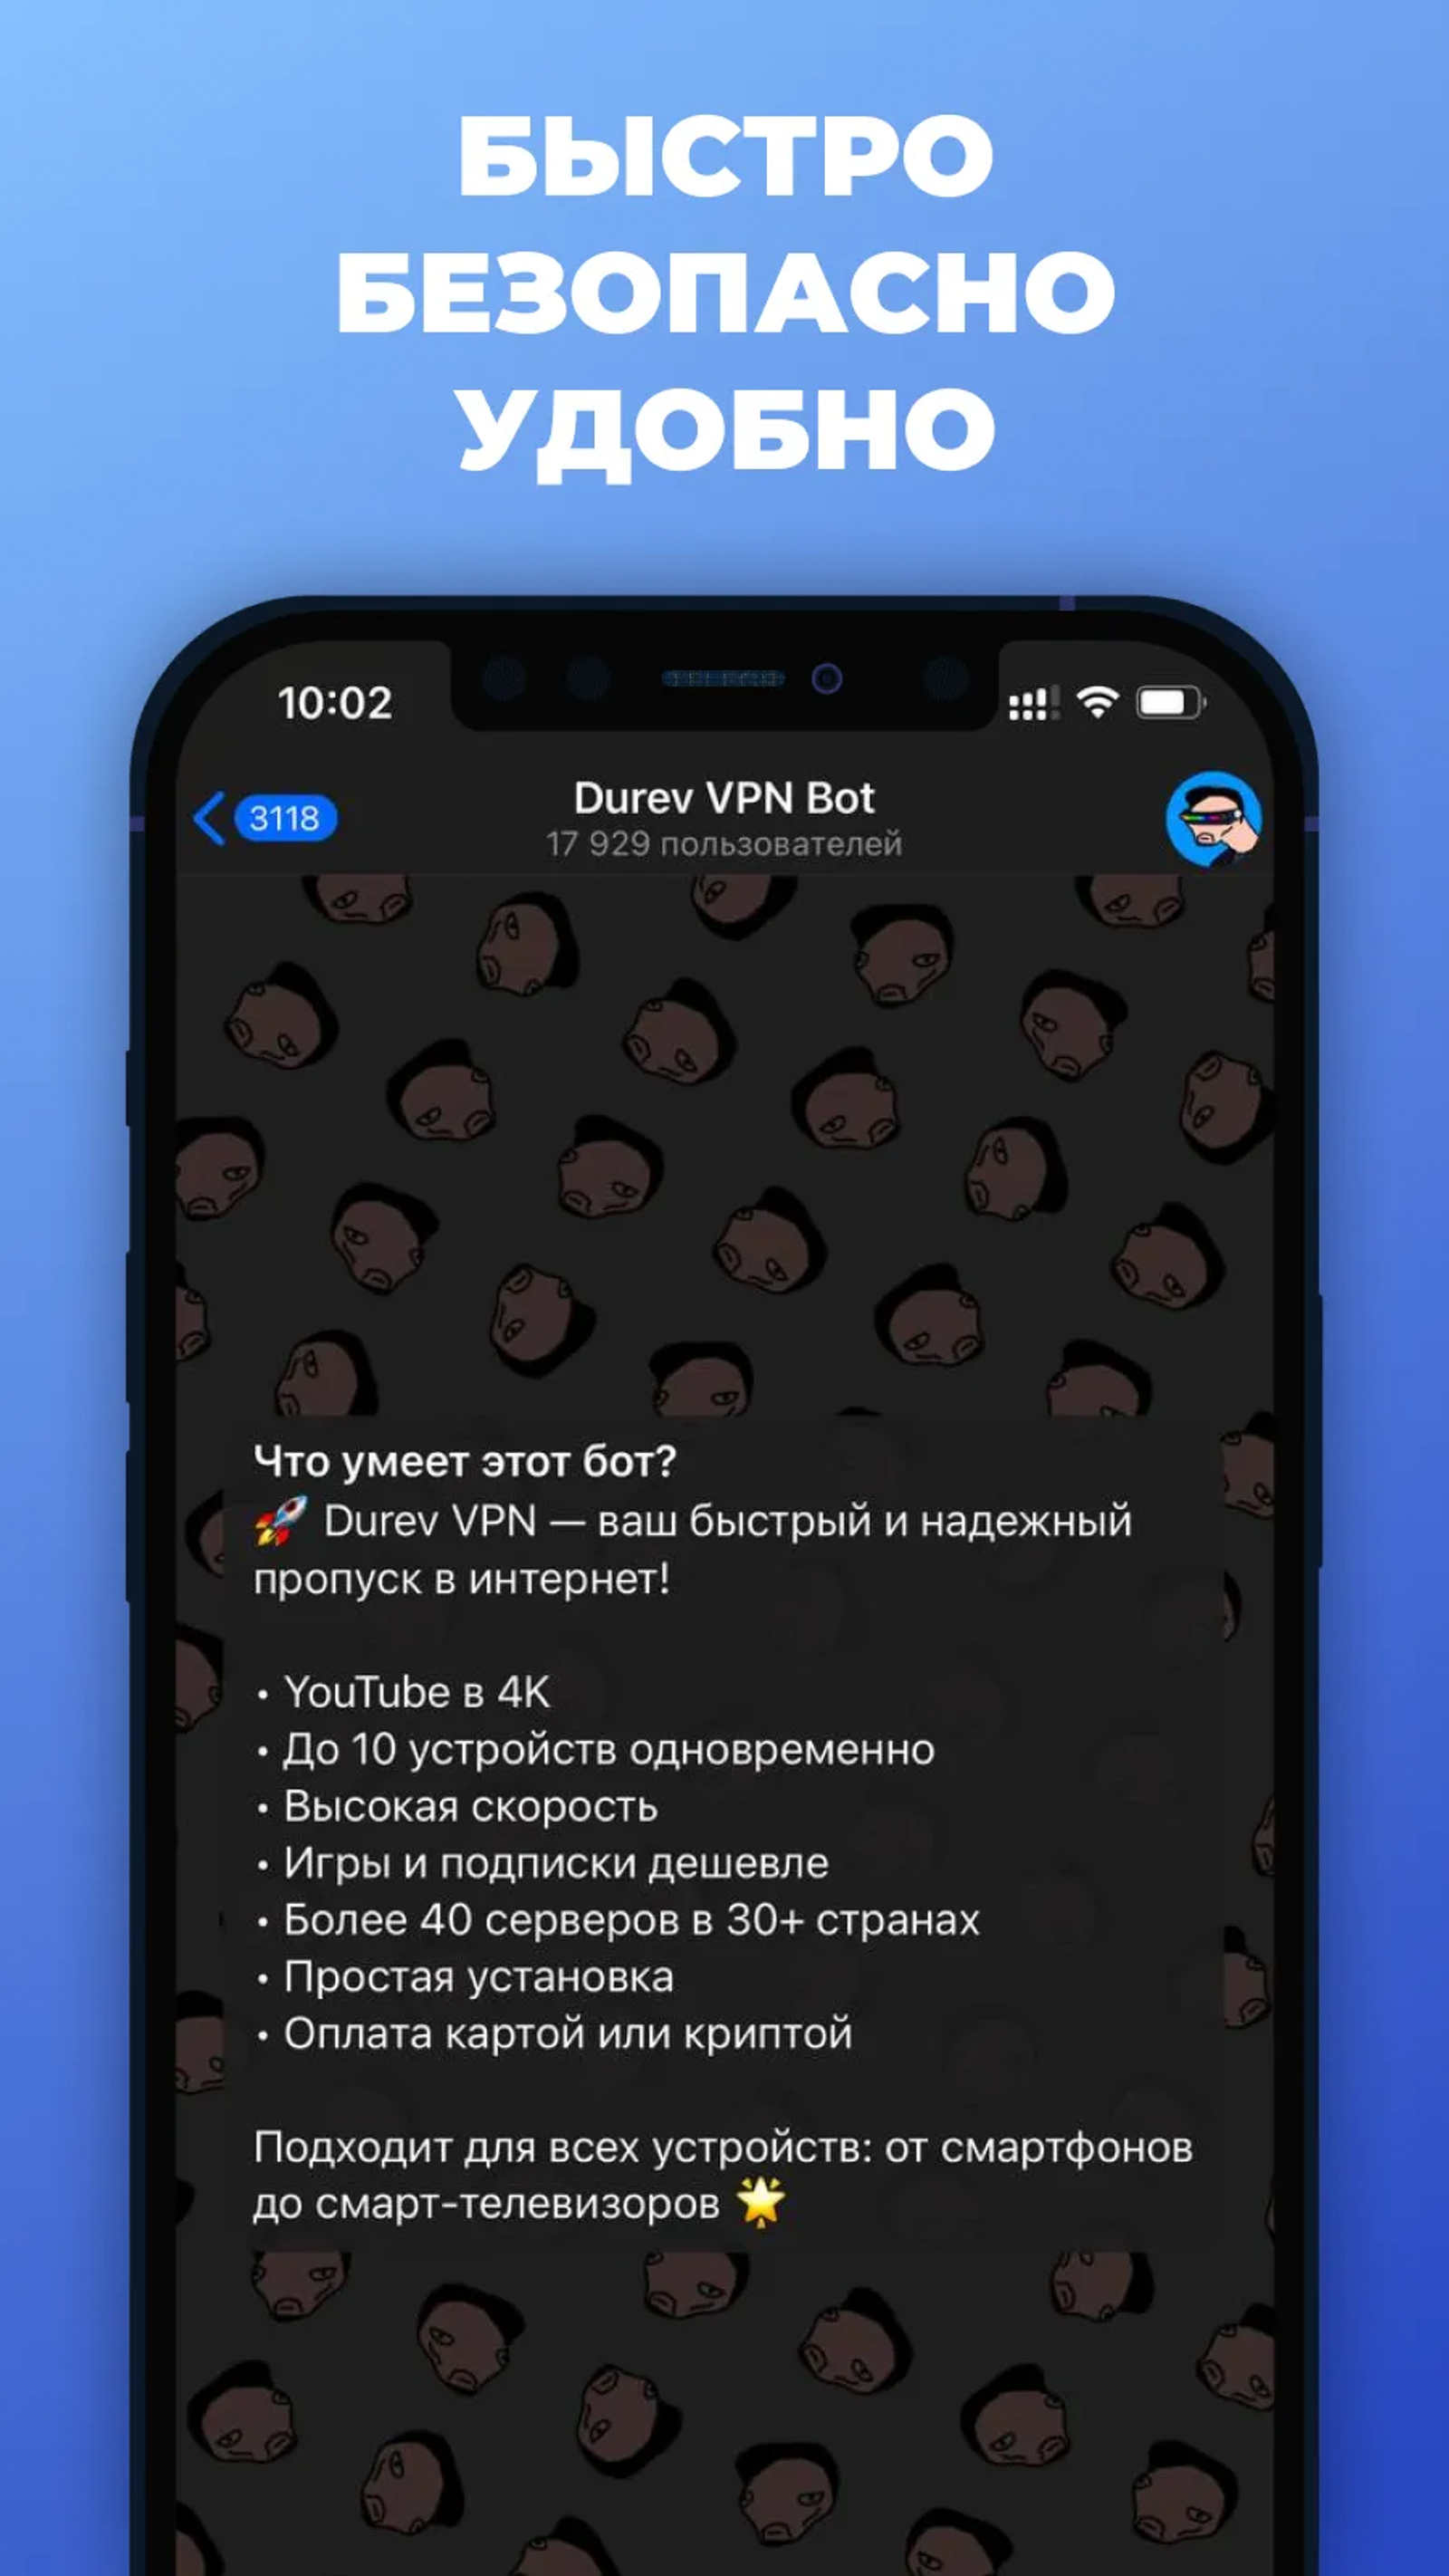 БЫСТРО
БЕЗОПАСНО
УДОБНО
10:02
3118
Durev VPN Bot
17 929 пользователей
Что умеет этот бот?
🚀 Durev VPN — ваш быстрый и надежный
пропуск в интернет!
• YouTube в 4K
• До 10 устройств одновременно
• Высокая скорость
• Игры и подписки дешевле
• Более 40 серверов в 30+ странах
• Простая установка
• Оплата картой или криптой
Подходит для всех устройств: от смартфонов
до смарт-телевизоров 🌟